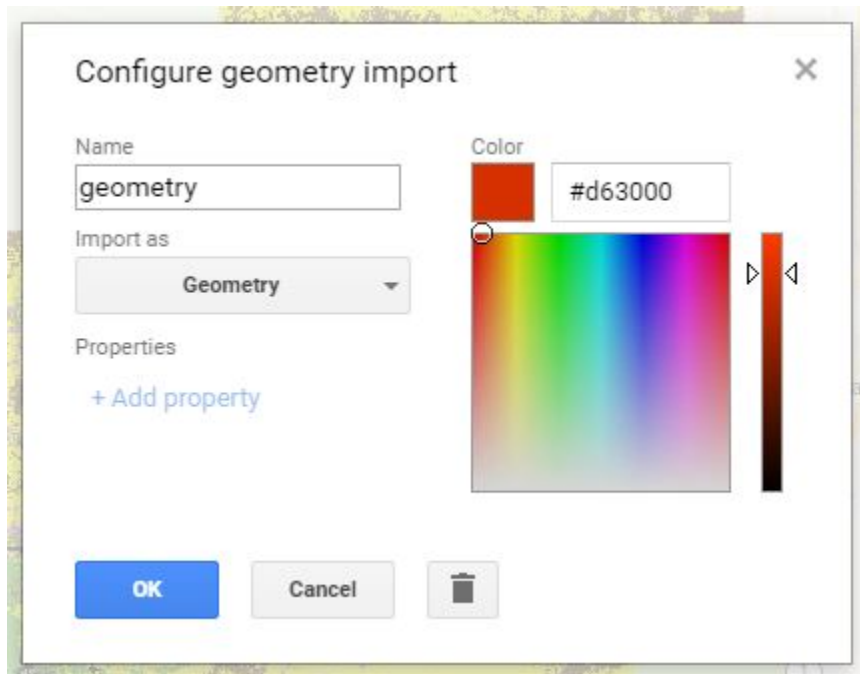 Configure geometry import
Name
Color
geometry
#d63000
Import as
Geometry
Properties
+ Add property
OK
Cancel